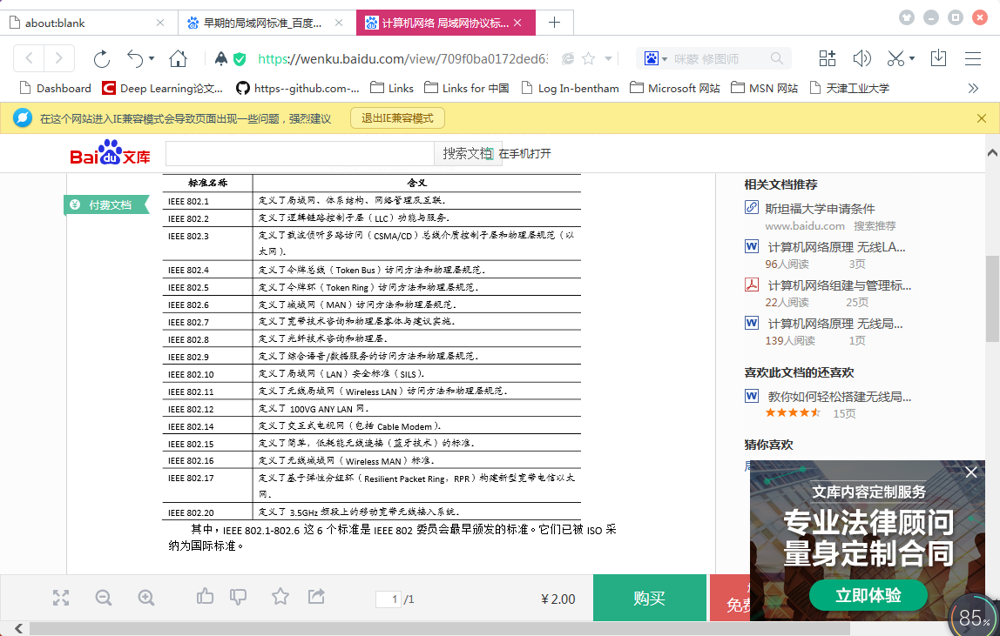 about:blank
早期的局域网标准_百度...
计算机网络 局域网协议标...
https://wenku.baidu.com/view/709f0ba0172ded63
咪蒙 修图师
Dashboard
Deep Learning论文...
https--github.com-...
Links
Links for 中国
Log In-bentham
Microsoft 网站
MSN 网站
天津工业大学
在这个网站进入IE兼容模式会导致页面出现一些问题，强烈建议
退出IE兼容模式
Bai du 文库
搜索文档
在手机打开
付费文档
标准名称 含义
IEEE 802.1 定义了局域网、体系结构、网络管理及互联.
IEEE 802.2 定义了逻辑链路控制子层（LLC）功能与服务.
IEEE 802.3 定义了载波侦听多路访问（CSMA/CD）总线介质控制子层和物理层规范（以
太网）.
IEEE 802.4 定义了令牌总线（Token Bus）访问方法和物理层规范.
IEEE 802.5 定义了令牌环（Token Ring）访问方法和物理层规范.
IEEE 802.6 定义了城域网（MAN）访问方法和物理层规范.
IEEE 802.7 定义了宽带技术咨询和物理层客体与建议实施.
IEEE 802.8 定义了光纤技术咨询和物理层.
IEEE 802.9 定义了综合语音/数据服务的访问方法和物理层规范.
IEEE 802.10 定义了局域网（LAN）安全标准（SILS）.
IEEE 802.11 定义了无线局域网（Wireless LAN）访问方法和物理层规范.
IEEE 802.12 定义了 100VG ANY LAN 网.
IEEE 802.14 定义了交互式电视网（包括 Cable Modem）.
IEEE 802.15 定义了简单，低耗能无线连接（蓝牙技术）的标准.
IEEE 802.16 定义了无线城域网（Wireless MAN）标准.
IEEE 802.17 定义了基于弹性分组环（Resilient Packet Ring，RPR）构建新型宽带电信以太
网.
IEEE 802.20 定义了 3.5GHz 频段上的移动宽带无线接入系统.
其中，IEEE 802.1-802.6 这 6 个标准是 IEEE 802 委员会最早颁发的标准。它们已被 ISO 采
纳为国际标准。
相关文档推荐
斯坦福大学申请条件
www.baidu.com 搜索推荐
计算机网络原理 无线LA...
96人阅读 3页
计算机网络组建与管理标...
22人阅读 25页
计算机网络原理 无线局...
139人阅读 1页
喜欢此文档的还喜欢
教你如何轻松搭建无线局...
15页
猜你喜欢
文库内容定制服务
专业法律顾问
量身定制合同
立即体验
1 /1
￥2.00
购买
免费
85%